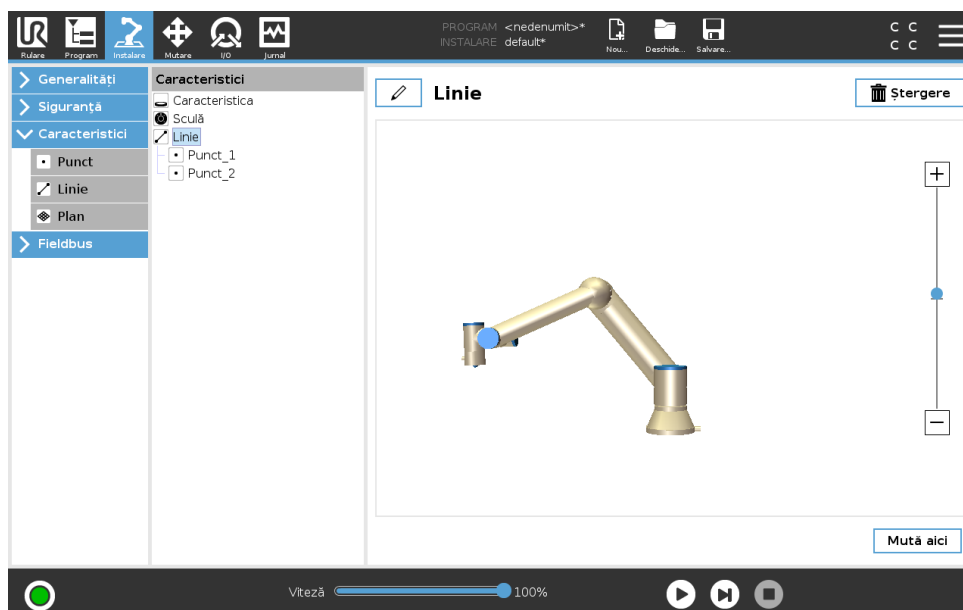 UR
Rulare
Program
Instalare
Mutare
I/O
Jurnal
PROGRAM <nedenumit>*
INSTALARE default*
Nou...
Deschide...
Salvare...
C C
C C
Generalități
Siguranță
Caracteristici
Punct
Linie
Plan
Fieldbus
Caracteristici
Caracteristica
Sculă
Linie
Punct_1
Punct_2
Linie
Ștergere
Mută aici
Viteză
100%